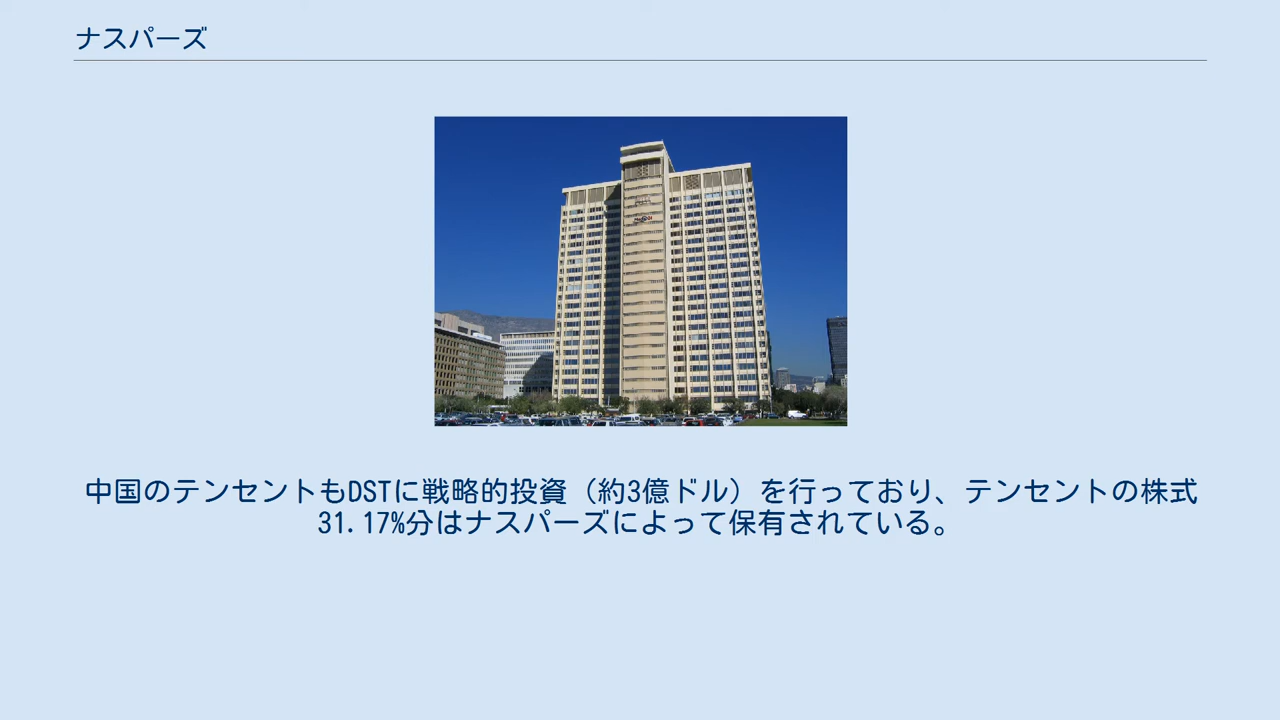 ナスパーズ
中国のテンセントもDSTに戦略的投資（約3億ドル）を行っており、テンセントの株式
31.17%分はナスパーズによって保有されている。